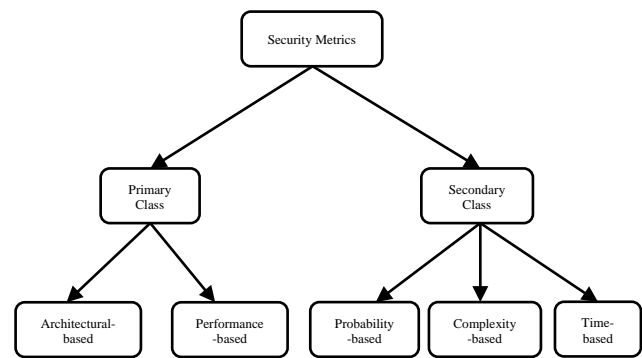 Security Metrics
Primary
Class
Secondary
Class
Architectural-
based
Performance
-based
Probability
-based
Complexity
-based
Time-
based